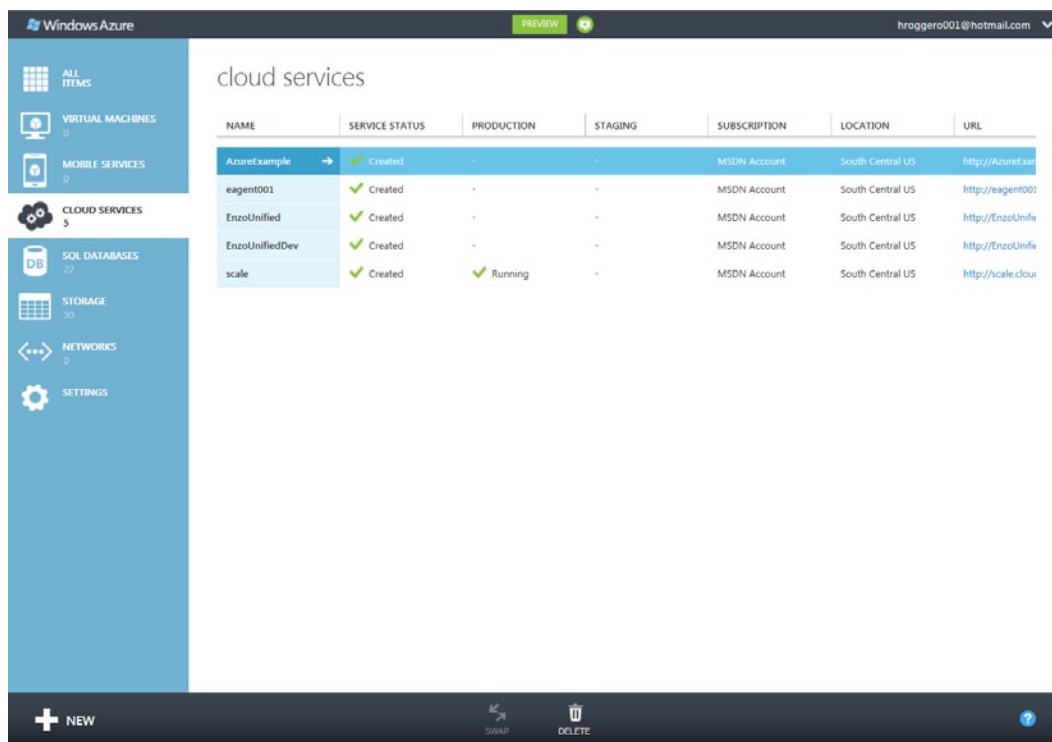 Windows Azure
PREVIEW
hroggero001@hotmail.com
ALL
ITEMS
VIRTUAL MACHINES
0
MOBILE SERVICES
0
CLOUD SERVICES
5
DB
SQL DATABASES
22
STORAGE
30
NETWORKS
0
SETTINGS
cloud services
NAME SERVICE STATUS PRODUCTION STAGING SUBSCRIPTION LOCATION URL
AzureExample Created - - MSDN Account South Central US http://AzureExam
eagent001 Created - - MSDN Account South Central US http://eagent001
EnzoUnified Created - - MSDN Account South Central US http://EnzoUnifie
EnzoUnifiedDev Created - - MSDN Account South Central US http://EnzoUnifie
scale Created Running - MSDN Account South Central US http://scale.clou
NEW
SWAP
DELETE
?